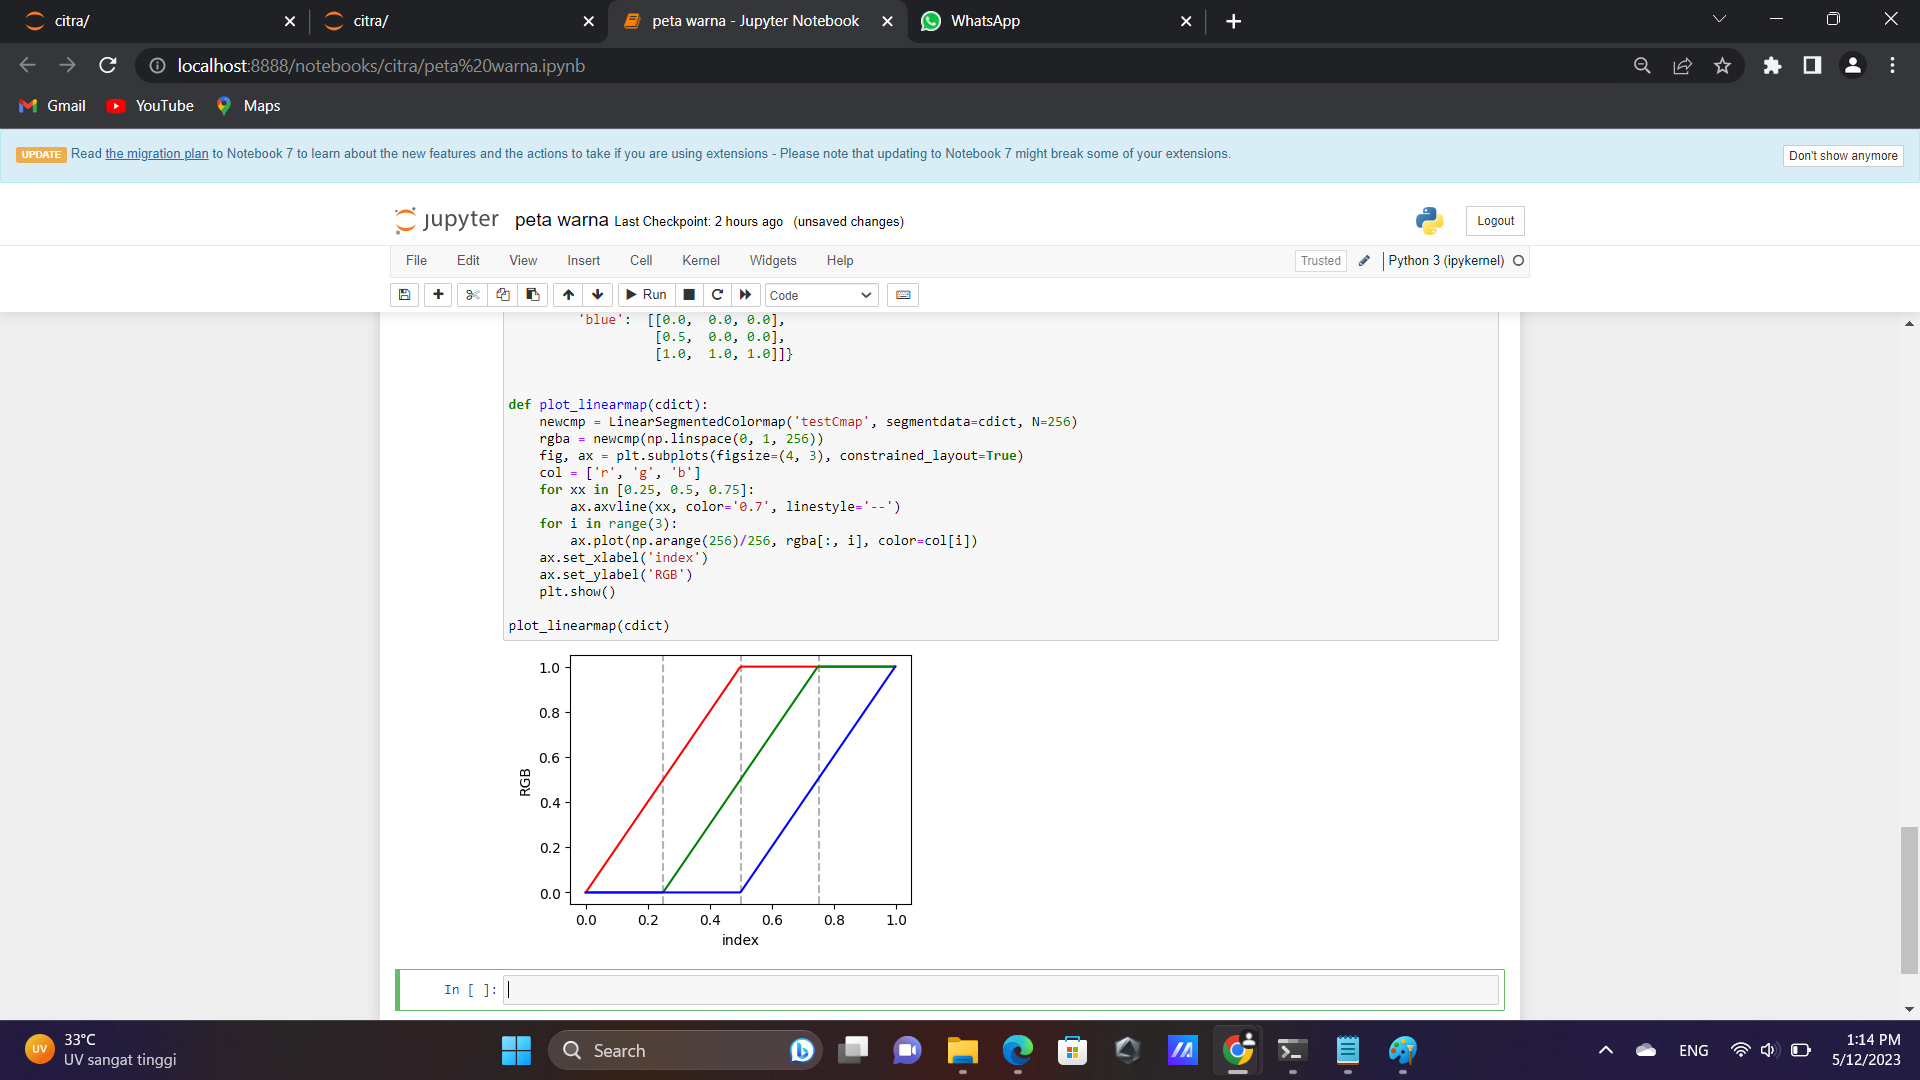 citra/
citra/
peta warna - Jupyter Notebook
WhatsApp
localhost:8888/notebooks/citra/peta%20warna.ipynb
Gmail
YouTube
Maps
UPDATE Read the migration plan to Notebook 7 to learn about the new features and the actions to take if you are using extensions - Please note that updating to Notebook 7 might break some of your extensions.
Don't show anymore
jupyter peta warna Last Checkpoint: 2 hours ago (unsaved changes)
Logout
File Edit View Insert Cell Kernel Widgets Help
Trusted
Python 3 (ipykernel)
Run
Code
'blue':  [[0.0,  0.0, 0.0],
[0.5,  0.0, 0.0],
[1.0,  1.0, 1.0]]}
def plot_linearmap(cdict):
    newcmp = LinearSegmentedColormap('testCmap', segmentdata=cdict, N=256)
    rgba = newcmp(np.linspace(0, 1, 256))
    fig, ax = plt.subplots(figsize=(4, 3), constrained_layout=True)
    col = ['r', 'g', 'b']
    for xx in [0.25, 0.5, 0.75]:
        ax.axvline(xx, color='0.7', linestyle='--')
    for i in range(3):
        ax.plot(np.arange(256)/256, rgba[:, i], color=col[i])
    ax.set_xlabel('index')
    ax.set_ylabel('RGB')
    plt.show()
plot_linearmap(cdict)
1.0
0.8
0.6
0.4
0.2
0.0
RGB
0.0 0.2 0.4 0.6 0.8 1.0
index
In [ ]:
UV
33°C
UV sangat tinggi
Search
ENG
1:14 PM
5/12/2023